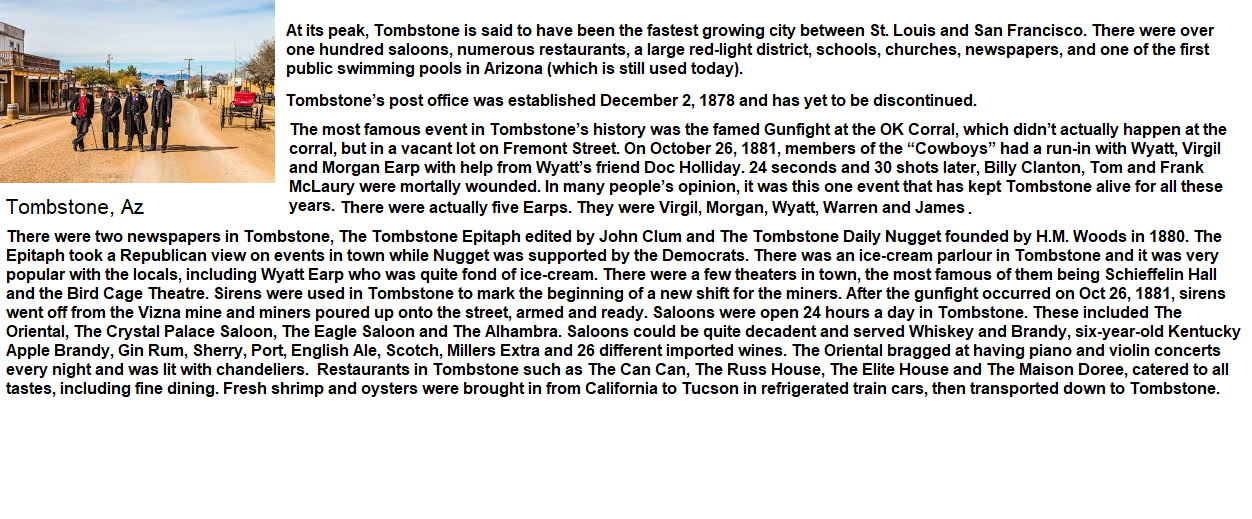 At its peak, Tombstone is said to have been the fastest growing city between St. Louis and San Francisco. There were over
one hundred saloons, numerous restaurants, a large red-light district, schools, churches, newspapers, and one of the first
public swimming pools in Arizona (which is still used today).
Tombstone’s post office was established December 2, 1878 and has yet to be discontinued.
The most famous event in Tombstone’s history was the famed Gunfight at the OK Corral, which didn’t actually happen at the
corral, but in a vacant lot on Fremont Street. On October 26, 1881, members of the “Cowboys” had a run-in with Wyatt, Virgil
and Morgan Earp with help from Wyatt’s friend Doc Holliday. 24 seconds and 30 shots later, Billy Clanton, Tom and Frank
McLaury were mortally wounded. In many people’s opinion, it was this one event that has kept Tombstone alive for all these
years. There were actually five Earps. They were Virgil, Morgan, Wyatt, Warren and James .
Tombstone, Az
There were two newspapers in Tombstone, The Tombstone Epitaph edited by John Clum and The Tombstone Daily Nugget founded by H.M. Woods in 1880. The
Epitaph took a Republican view on events in town while Nugget was supported by the Democrats. There was an ice-cream parlour in Tombstone and it was very
popular with the locals, including Wyatt Earp who was quite fond of ice-cream. There were a few theaters in town, the most famous of them being Schieffelin Hall
and the Bird Cage Theatre. Sirens were used in Tombstone to mark the beginning of a new shift for the miners. After the gunfight occurred on Oct 26, 1881, sirens
went off from the Vizna mine and miners poured up onto the street, armed and ready. Saloons were open 24 hours a day in Tombstone. These included The
Oriental, The Crystal Palace Saloon, The Eagle Saloon and The Alhambra. Saloons could be quite decadent and served Whiskey and Brandy, six-year-old Kentucky
Apple Brandy, Gin Rum, Sherry, Port, English Ale, Scotch, Millers Extra and 26 different imported wines. The Oriental bragged at having piano and violin concerts
every night and was lit with chandeliers. Restaurants in Tombstone such as The Can Can, The Russ House, The Elite House and The Maison Doree, catered to all
tastes, including fine dining. Fresh shrimp and oysters were brought in from California to Tucson in refrigerated train cars, then transported down to Tombstone.